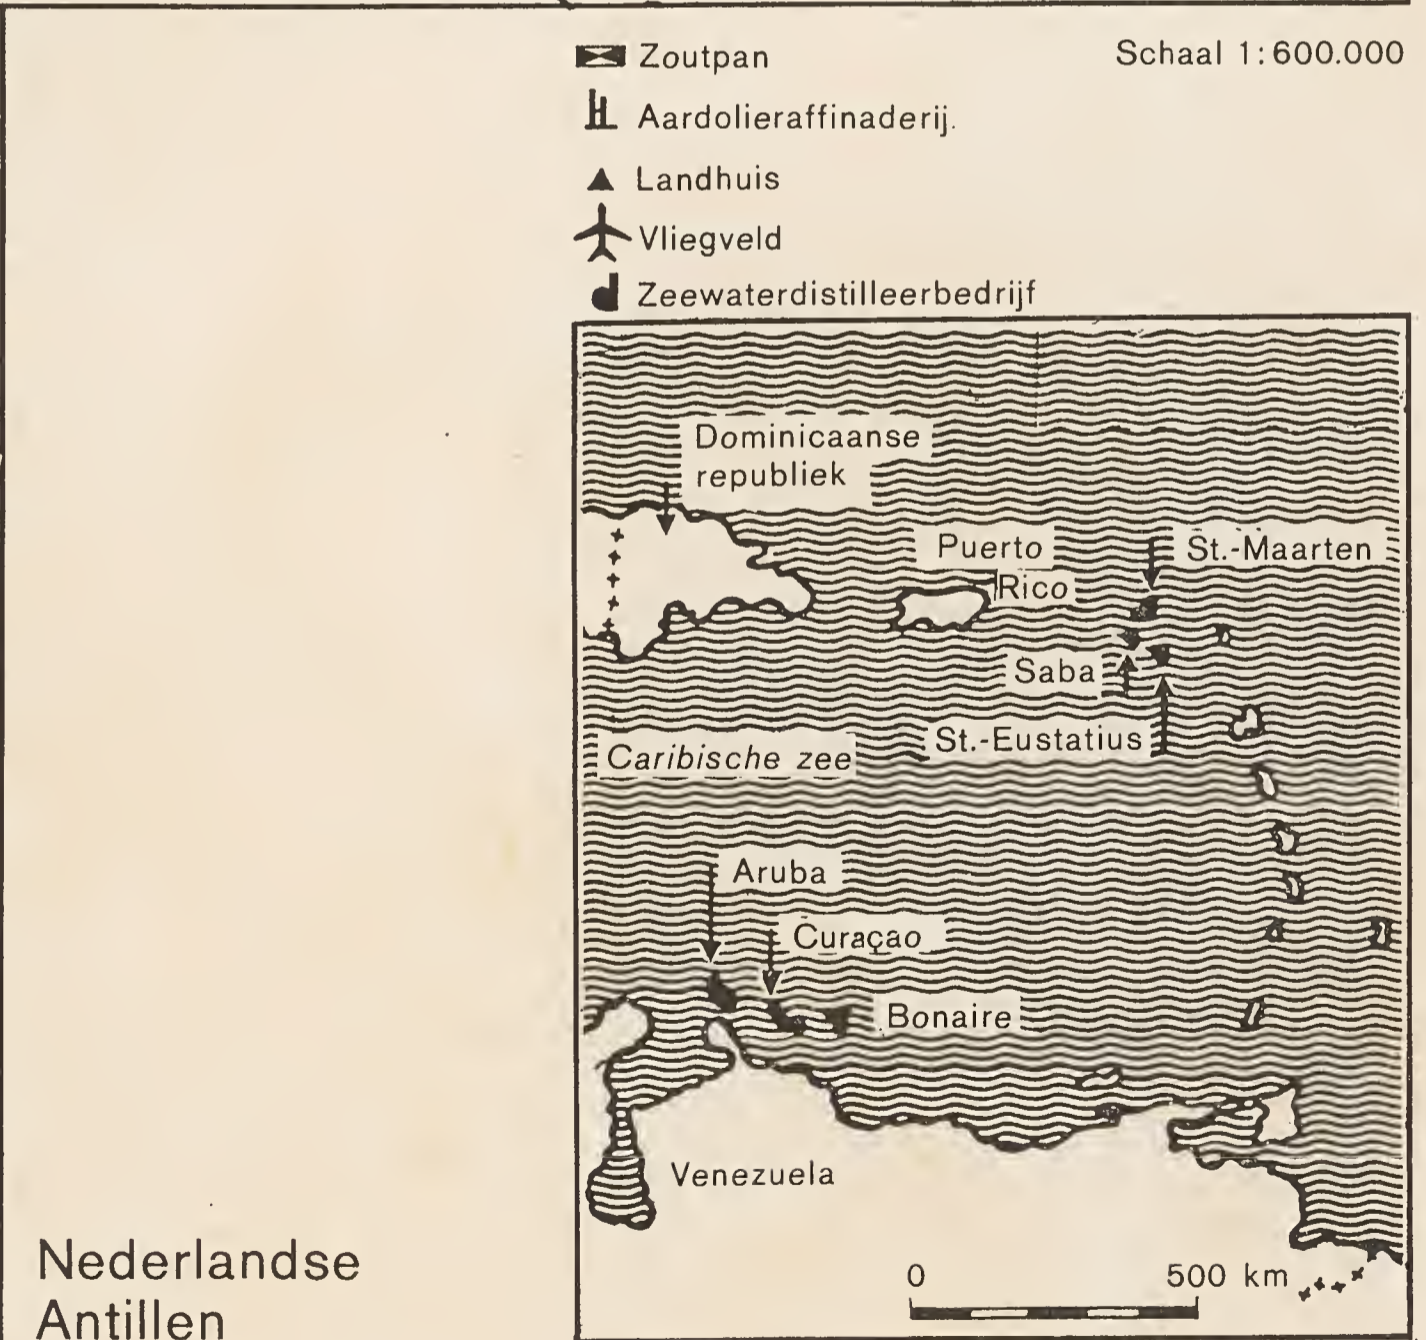 Zoutpan
Schaal 1:600.000
Aardolieraffinaderij.
Landhuis
Vliegveld
Zeewaterdistilleerbedrijf
Dominicaanse
republiek
Puerto
Rico
St.-Maarten
Saba
St.-Eustatius
Caribische zee
Aruba
Curaçao
Bonaire
Venezuela
0 500 km
Nederlandse
Antillen